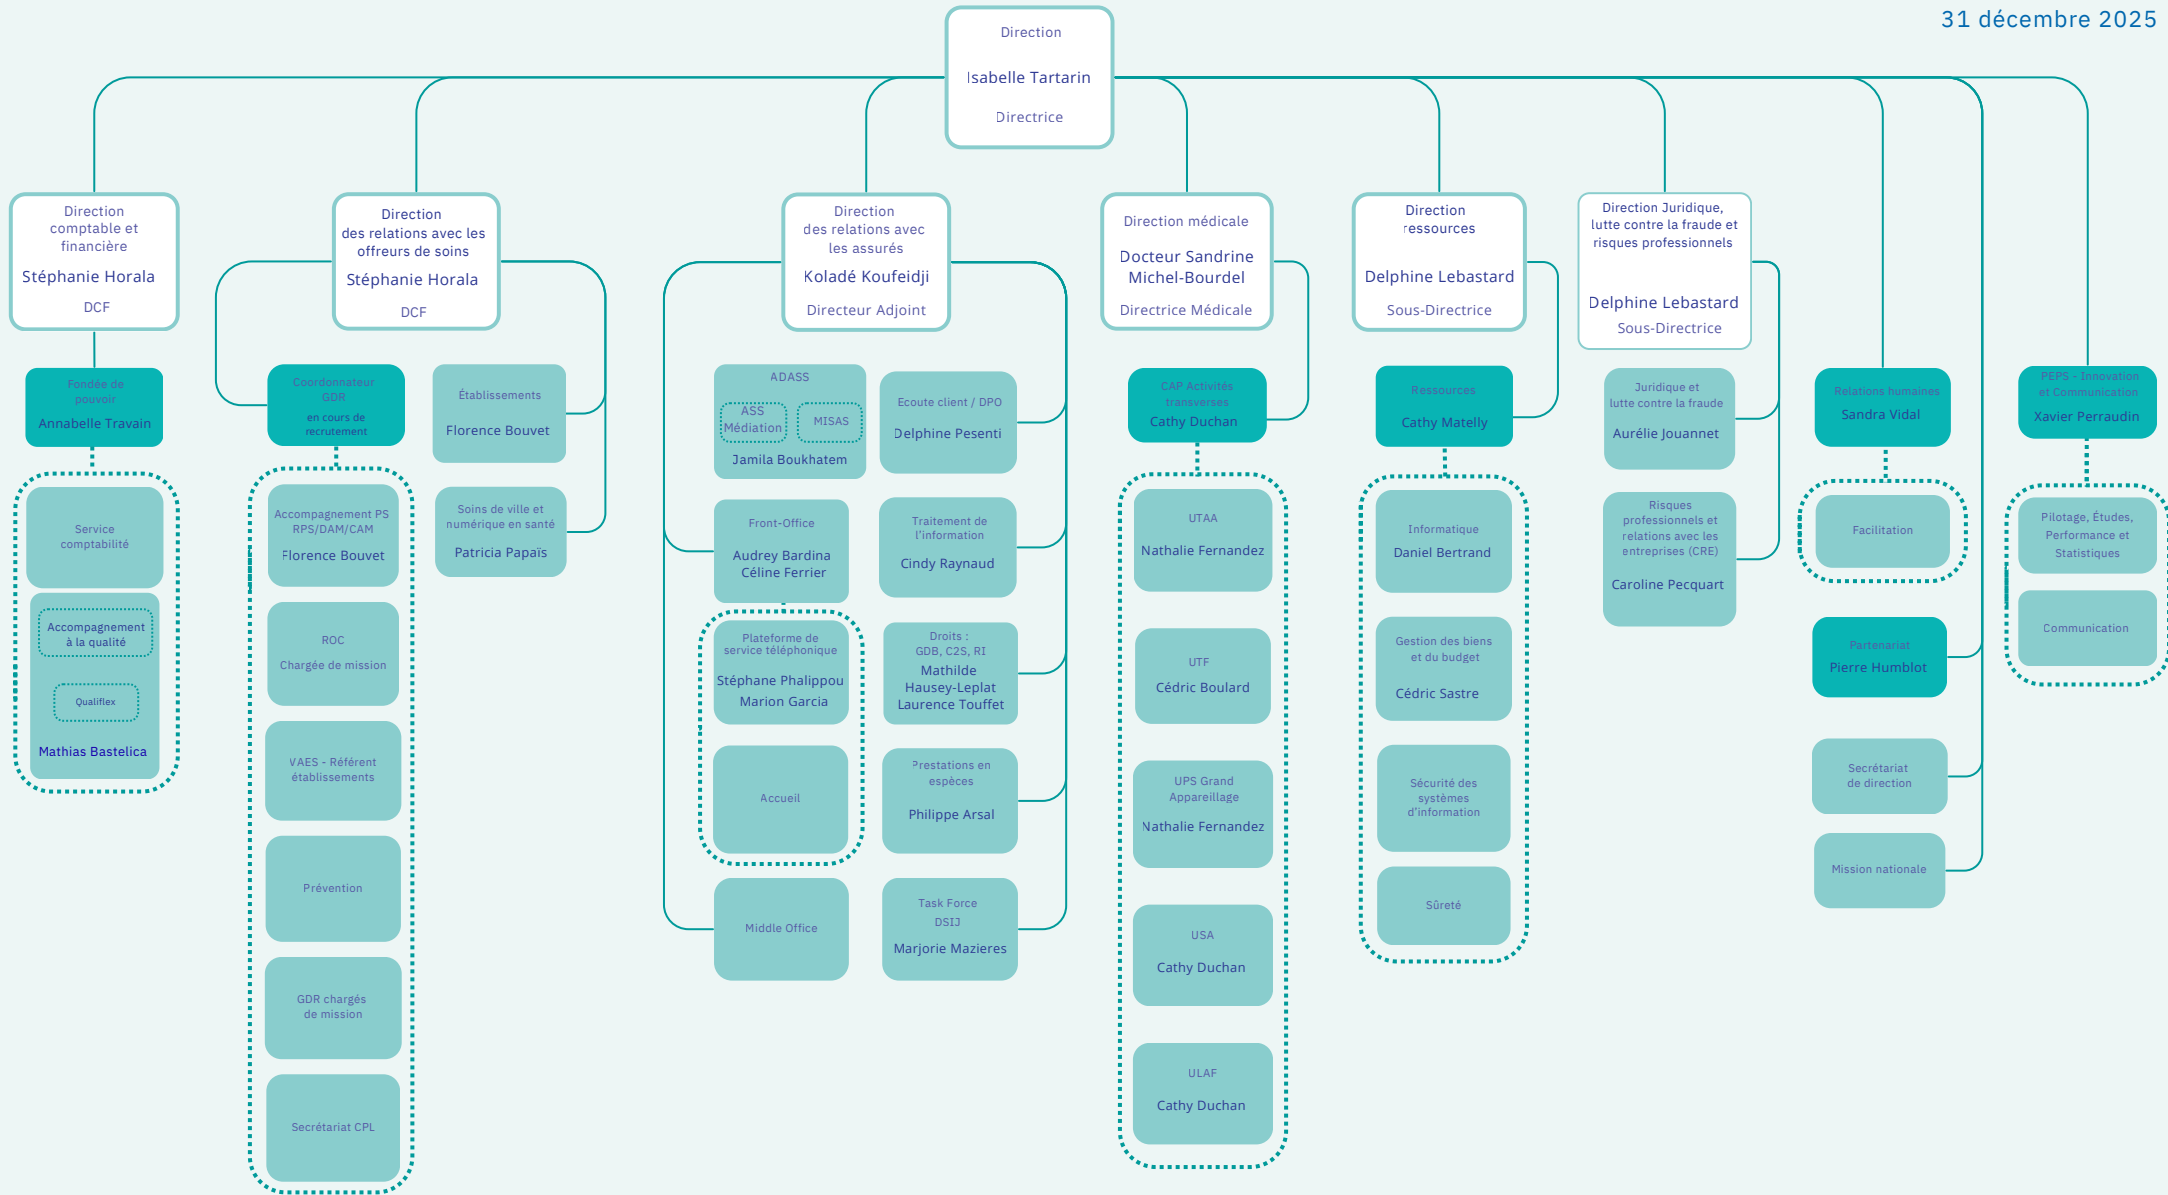 31 décembre 2025
Direction
Isabelle Tartarin
Directrice
Direction
comptable et
financière
Stéphanie Horala
DCF
Direction
des relations avec les
offreurs de soins
Stéphanie Horala
DCF
Direction
des relations avec
les assurés
Koladé Koufeidji
Directeur Adjoint
Direction médicale
Docteur Sandrine
Michel-Bourdel
Directrice Médicale
Direction
ressources
Delphine Lebastard
Sous-Directrice
Direction Juridique,
lutte contre la fraude et
risques professionnels
Delphine Lebastard
Sous-Directrice
Fondée de
pouvoir
Annabelle Travain
Service
comptabilité
Accompagnement
à la qualité
Qualiflex
Mathias Bastelica
Coordonnateur
GDR
en cours de
recrutement
Accompagnement PS
RPS/DAM/CAM
Florence Bouvet
ROC
Chargée de mission
VAES - Référent
établissements
Prévention
GDR chargés
de mission
Secrétariat CPL
Établissements
Florence Bouvet
Soins de ville et
numérique en santé
Patricia Papaïs
ADASS
ASS
Médiation
MISAS
Jamila Boukhatem
Front-Office
Audrey Bardina
Céline Ferrier
Plateforme de
service téléphonique
Stéphane Phalippou
Marion Garcia
Accueil
Middle Office
Ecoute client / DPO
Delphine Pesenti
Traitement de
l'information
Cindy Raynaud
Droits :
GDB, C2S, RI
Mathilde
Hausey-Leplat
Laurence Touffet
Prestations en
espèces
Philippe Arsal
Task Force
DSIJ
Marjorie Mazieres
CAP Activités
transverses
Cathy Duchan
UTAA
Nathalie Fernandez
UTF
Cédric Boulard
UPS Grand
Appareillage
Nathalie Fernandez
USA
Cathy Duchan
ULAF
Cathy Duchan
Ressources
Cathy Matelly
Informatique
Daniel Bertrand
Gestion des biens
et du budget
Cédric Sastre
Sécurité des
systèmes
d'information
Sûreté
Juridique et
lutte contre la fraude
Aurélie Jouannet
Risques
professionnels et
relations avec les
entreprises (CRE)
Caroline Pecquart
Relations humaines
Sandra Vidal
Facilitation
Partenariat
Pierre Humblot
Secrétariat
de direction
Mission nationale
PEPS - Innovation
et Communication
Xavier Perraudin
Pilotage, Études,
Performance et
Statistiques
Communication